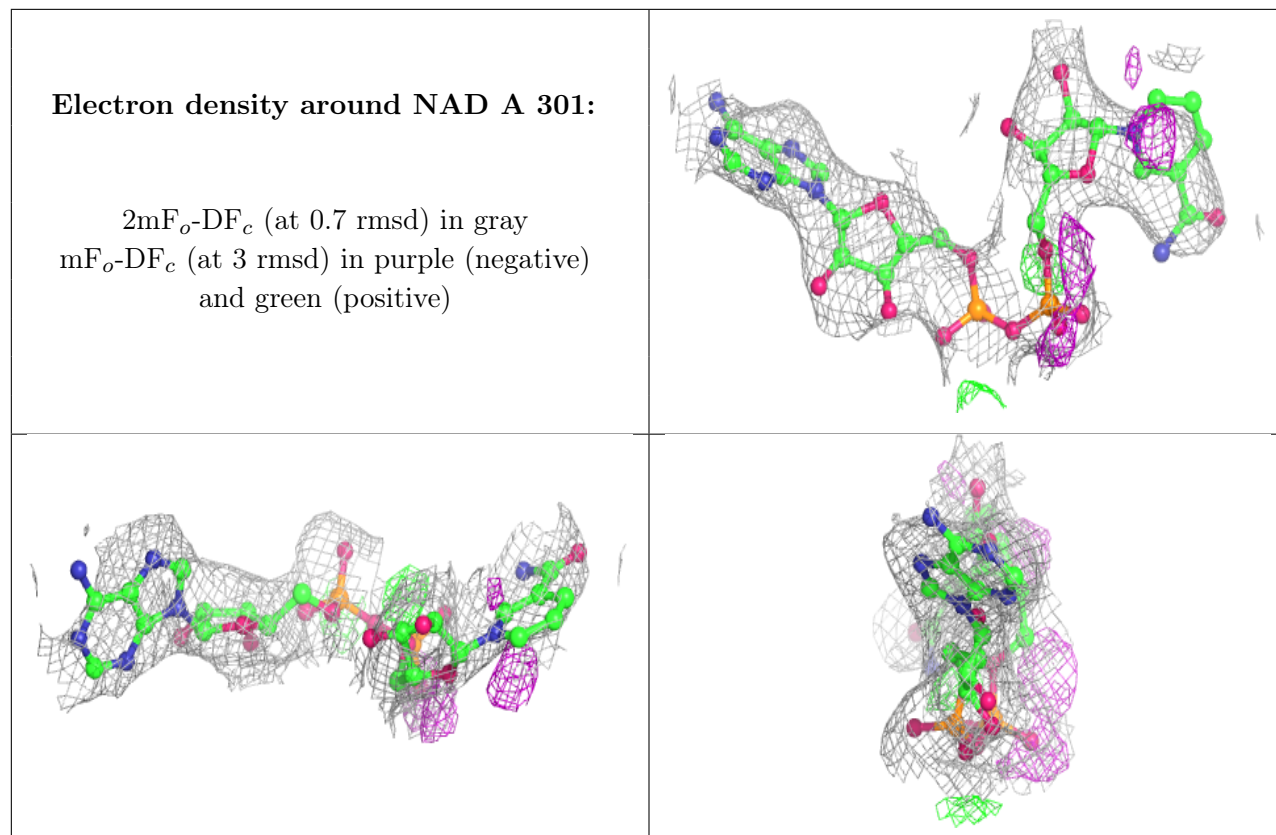 Electron density around NAD A 301:
2mFo-DFc (at 0.7 rmsd) in gray
mFo-DFc (at 3 rmsd) in purple (negative)
and green (positive)